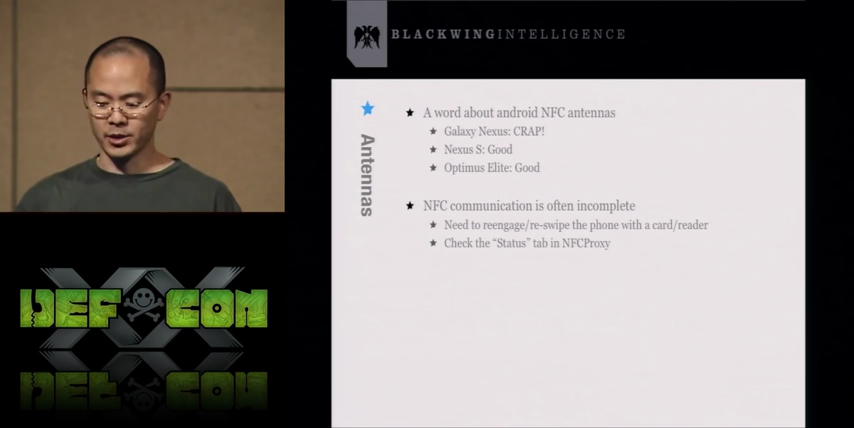 BLACKWINGINTELLIGENCE
Antennas
A word about android NFC antennas
Galaxy Nexus: CRAP!
Nexus S: Good
Optimus Elite: Good
NFC communication is often incomplete
Need to reengage/re-swipe the phone with a card/reader
Check the “Status” tab in NFCProxy
DEF CON
XX